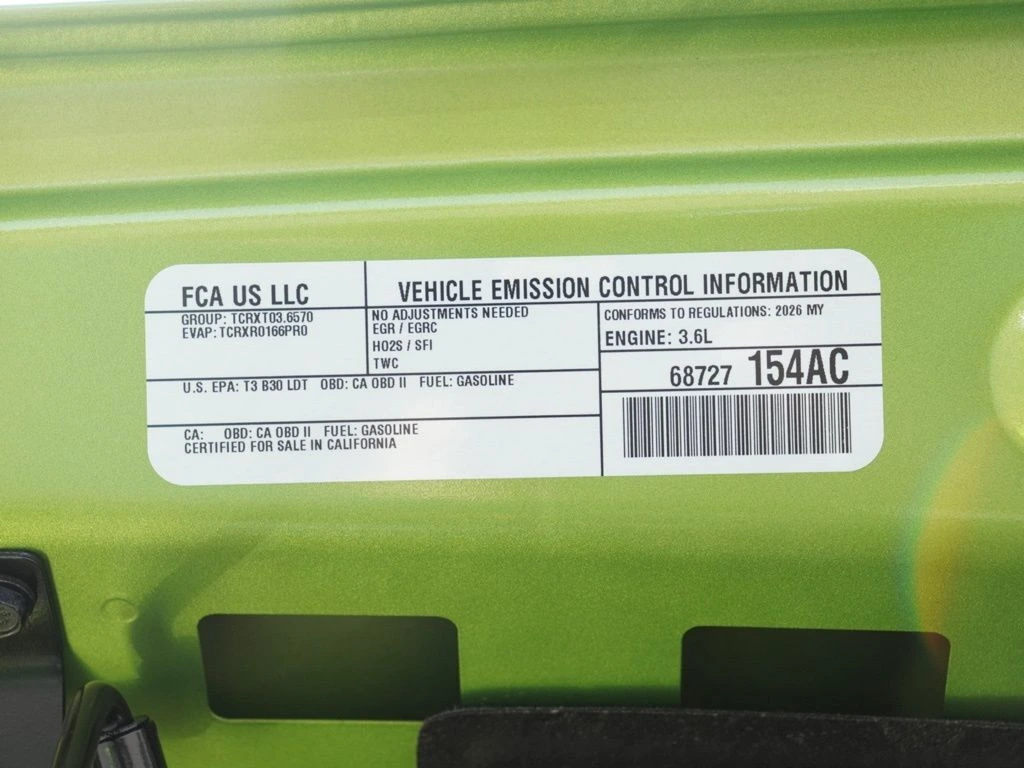 FCA US LLC
GROUP: TCRXT03.6570
EVAP: TCRXR0166PR0
VEHICLE EMISSION CONTROL INFORMATION
NO ADJUSTMENTS NEEDED
EGR / EGRC
HO2S / SFI
TWC
CONFORMS TO REGULATIONS: 2026 MY
ENGINE: 3.6L
68727 154AC
U.S. EPA: T3 B30 LDT OBD: CA OBD II FUEL: GASOLINE
CA: OBD: CA OBD II FUEL: GASOLINE
CERTIFIED FOR SALE IN CALIFORNIA